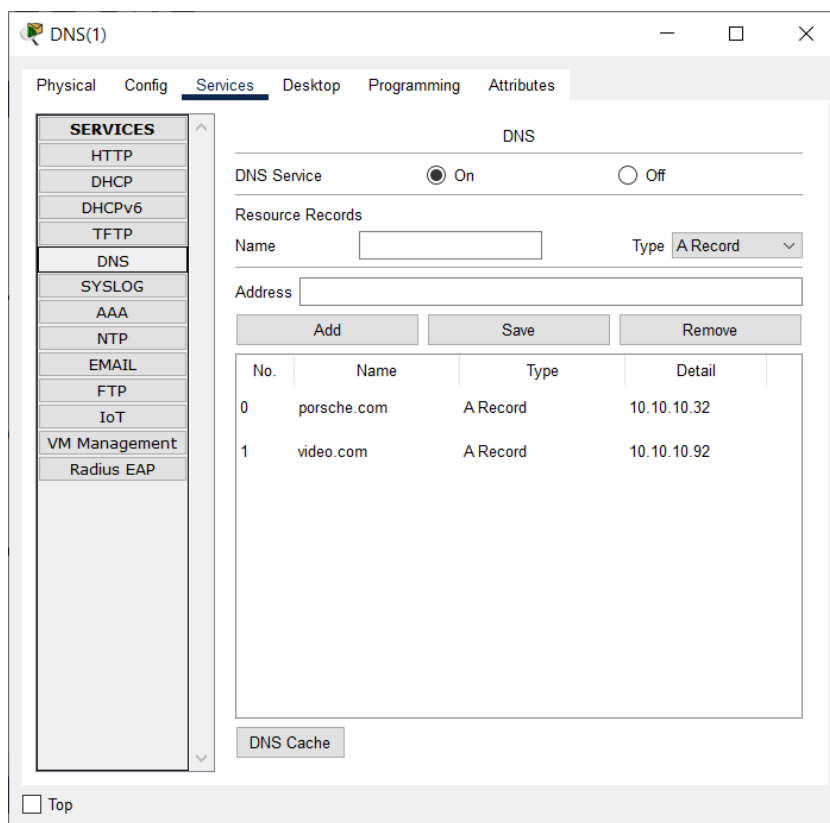 DNS(1)
Physical Config Services Desktop Programming Attributes
SERVICES
HTTP
DHCP
DHCPv6
TFTP
DNS
SYSLOG
AAA
NTP
EMAIL
FTP
IoT
VM Management
Radius EAP
DNS
DNS Service On Off
Resource Records
Name Type A Record
Address
Add Save Remove
No. Name Type Detail
0 porsche.com A Record 10.10.10.32
1 video.com A Record 10.10.10.92
DNS Cache
Top